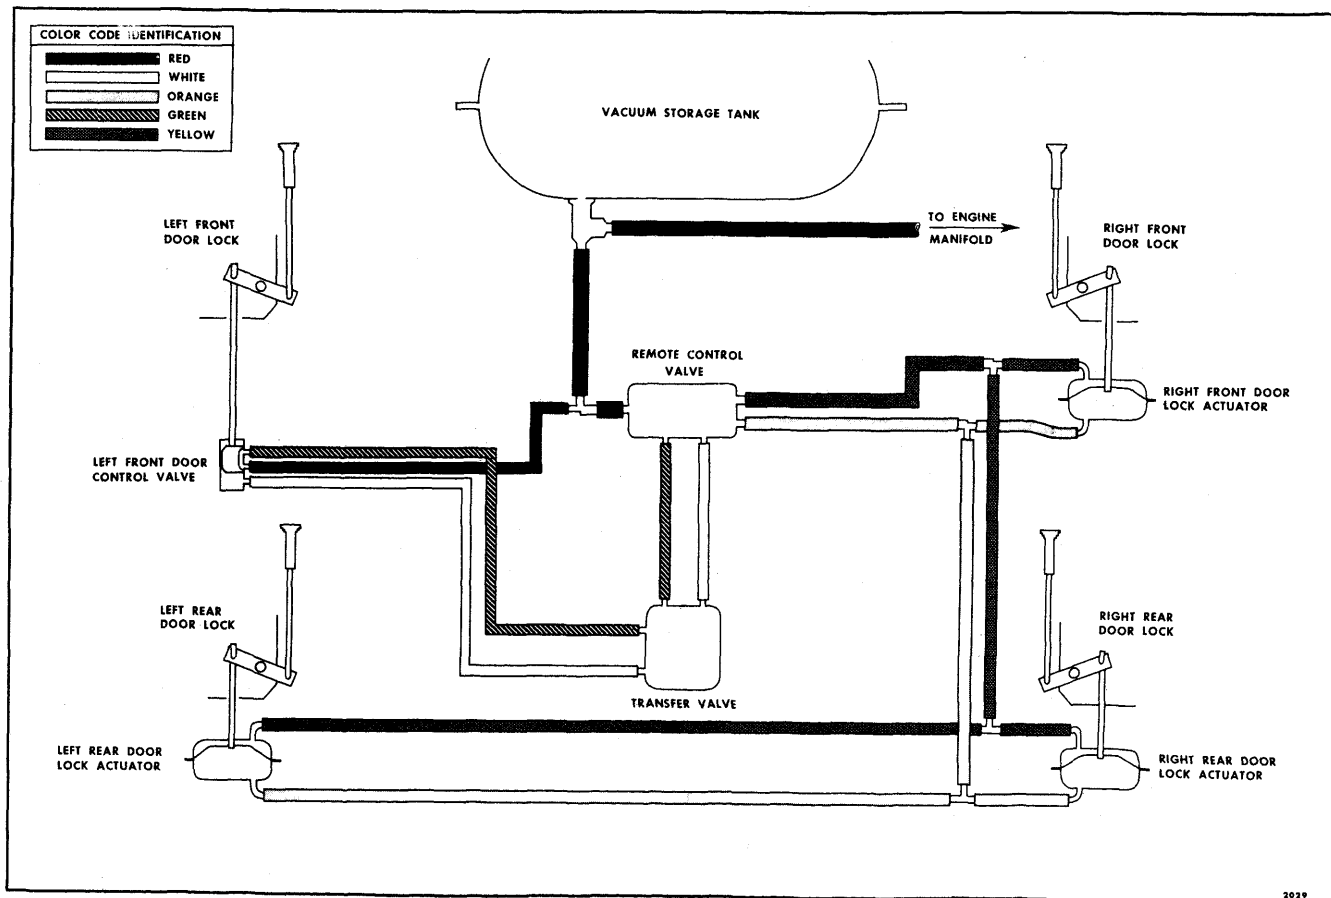 COLOR CODE IDENTIFICATION
RED
WHITE
ORANGE
GREEN
YELLOW
VACUUM STORAGE TANK
TO ENGINE
MANIFOLD
LEFT FRONT
DOOR LOCK
RIGHT FRONT
DOOR LOCK
REMOTE CONTROL
VALVE
RIGHT FRONT DOOR
LOCK ACTUATOR
LEFT FRONT DOOR
CONTROL VALVE
LEFT REAR
DOOR LOCK
RIGHT REAR
DOOR LOCK
TRANSFER VALVE
LEFT REAR DOOR
LOCK ACTUATOR
RIGHT REAR DOOR
LOCK ACTUATOR
2929